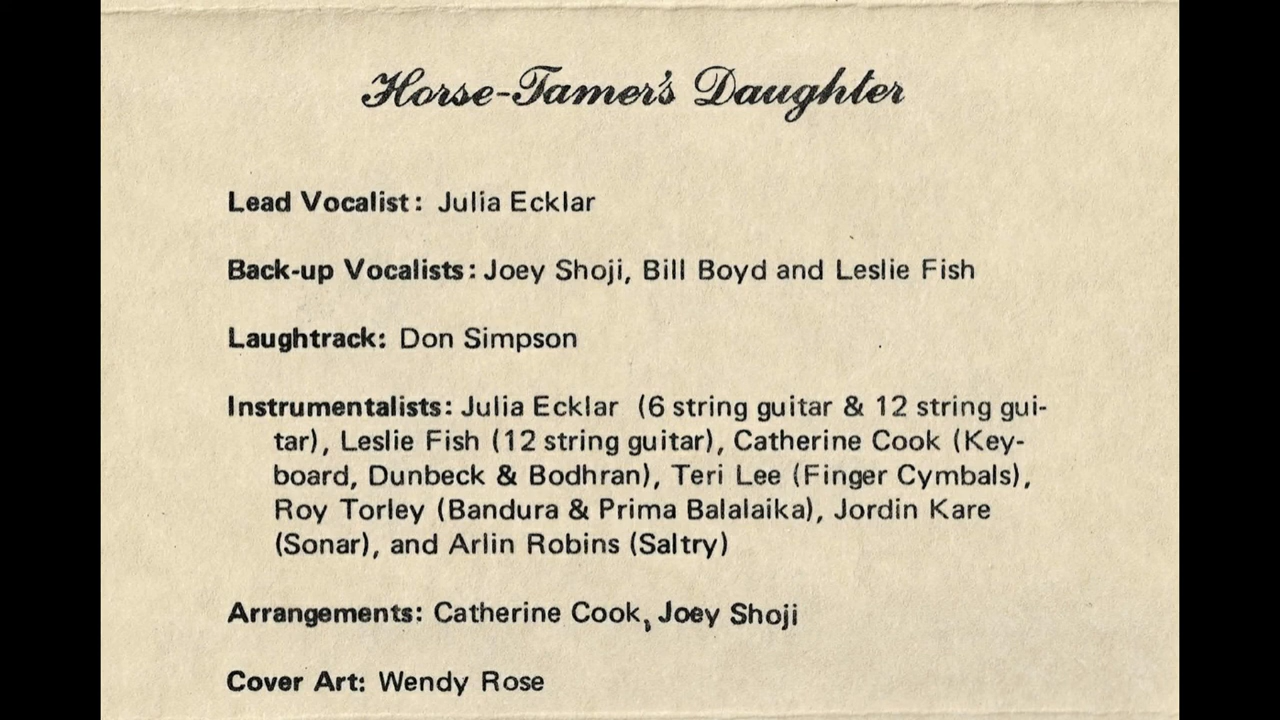 Horse-Tamer's Daughter
Lead Vocalist: Julia Ecklar
Back-up Vocalists: Joey Shoji, Bill Boyd and Leslie Fish
Laughtrack: Don Simpson
Instrumentalists: Julia Ecklar (6 string guitar & 12 string gui-
tar), Leslie Fish (12 string guitar), Catherine Cook (Key-
board, Dunbeck & Bodhran), Teri Lee (Finger Cymbals),
Roy Torley (Bandura & Prima Balalaika), Jordin Kare
(Sonar), and Arlin Robins (Saltry)
Arrangements: Catherine Cook, Joey Shoji
Cover Art: Wendy Rose